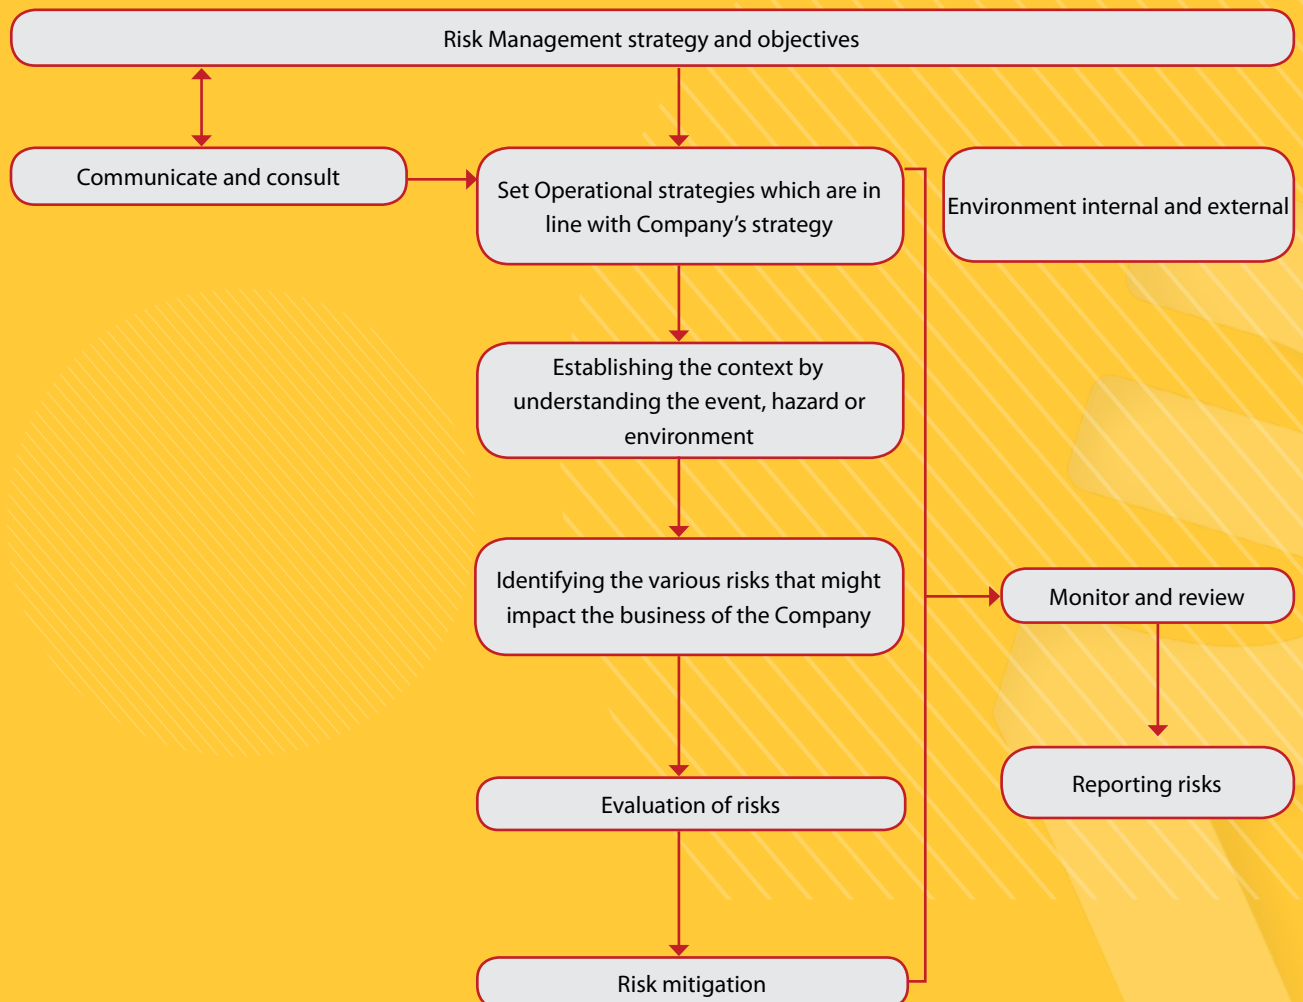 Risk Management strategy and objectives
Communicate and consult
Set Operational strategies which are in
line with Company’s strategy
Environment internal and external
Establishing the context by
understanding the event, hazard or
environment
Identifying the various risks that might
impact the business of the Company
Monitor and review
Reporting risks
Evaluation of risks
Risk mitigation